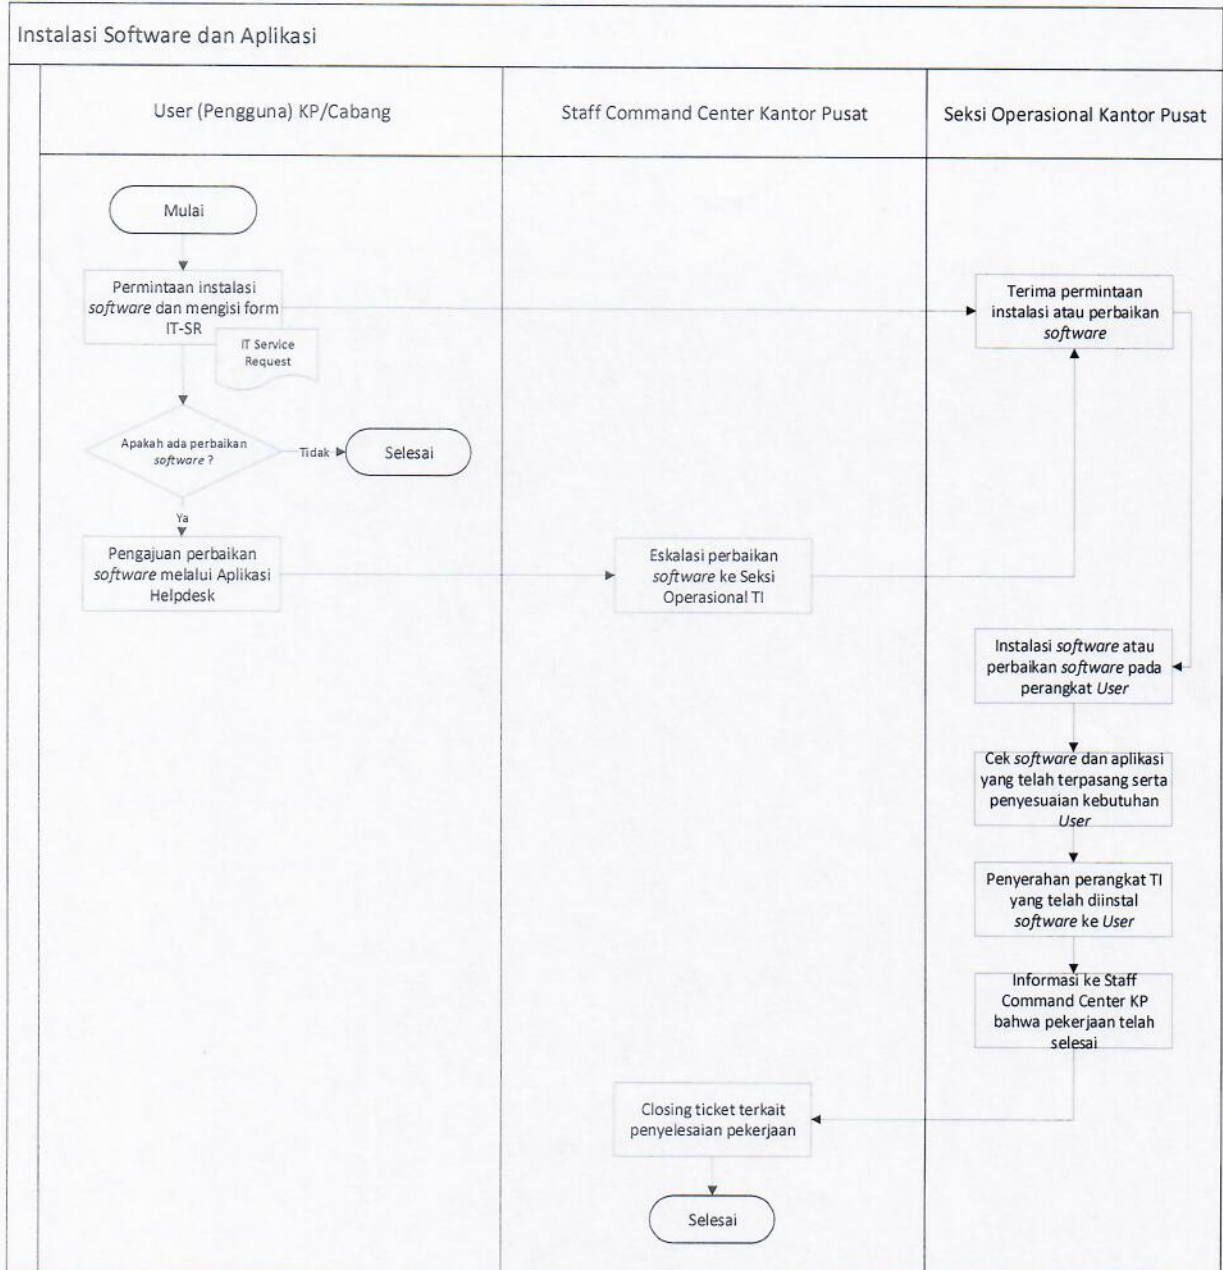 Instalasi Software dan Aplikasi
User (Pengguna) KP/Cabang
Staff Command Center Kantor Pusat
Seksi Operasional Kantor Pusat
Mulai
Permintaan instalasi
software dan mengisi form
IT-SR
IT Service
Request
Terima permintaan
instalasi atau perbaikan
software
Apakah ada perbaikan
software ?
Tidak
Selesai
Ya
Pengajuan perbaikan
software melalui Aplikasi
Helpdesk
Eskalasi perbaikan
software ke Seksi
Operasional TI
Instalasi software atau
perbaikan software pada
perangkat User
Cek software dan aplikasi
yang telah terpasang serta
penyesuaian kebutuhan
User
Penyerahan perangkat TI
yang telah diinstal
software ke User
Informasi ke Staff
Command Center KP
bahwa pekerjaan telah
selesai
Closing ticket terkait
penyelesaian pekerjaan
Selesai